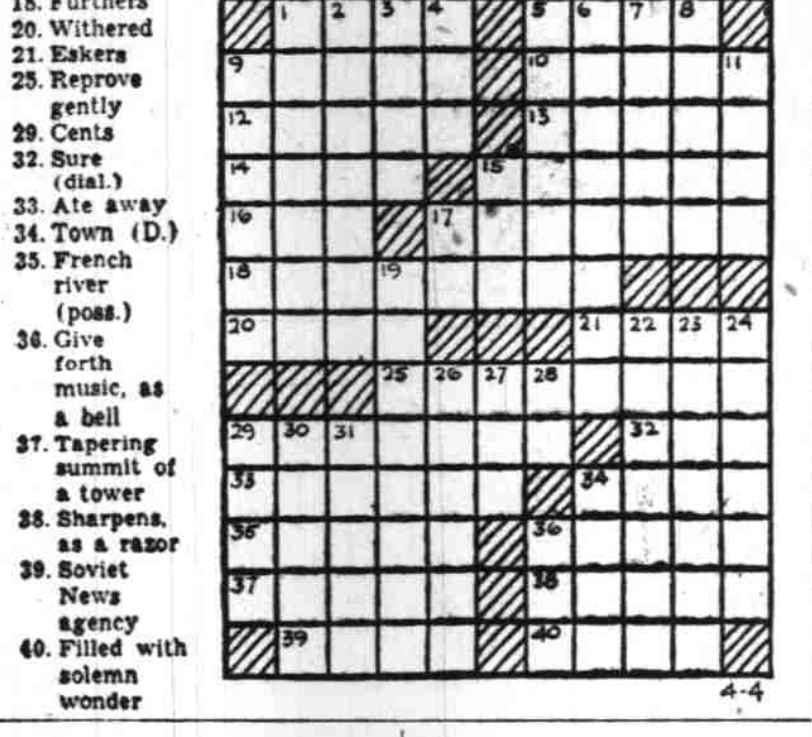 18. Furthers
20. Withered
21. Eskers
25. Reprove
gently
29. Cents
32. Sure
(dial.)
33. Ate away
34. Town (D.)
35. French
river
(poss.)
36. Give
forth
music, as
a bell
37. Tapering
summit of
a tower
38. Sharpens,
as a razor
39. Soviet
News
agency
40. Filled with
solemn
wonder
1 2 3 4 5 6 7 8
9 10 11
12 13
14 15
16 17
18 19
20 21 22 23 24
25 26 27 28
29 30 31 32
33 34
35 36
37 38
39 40
4-4